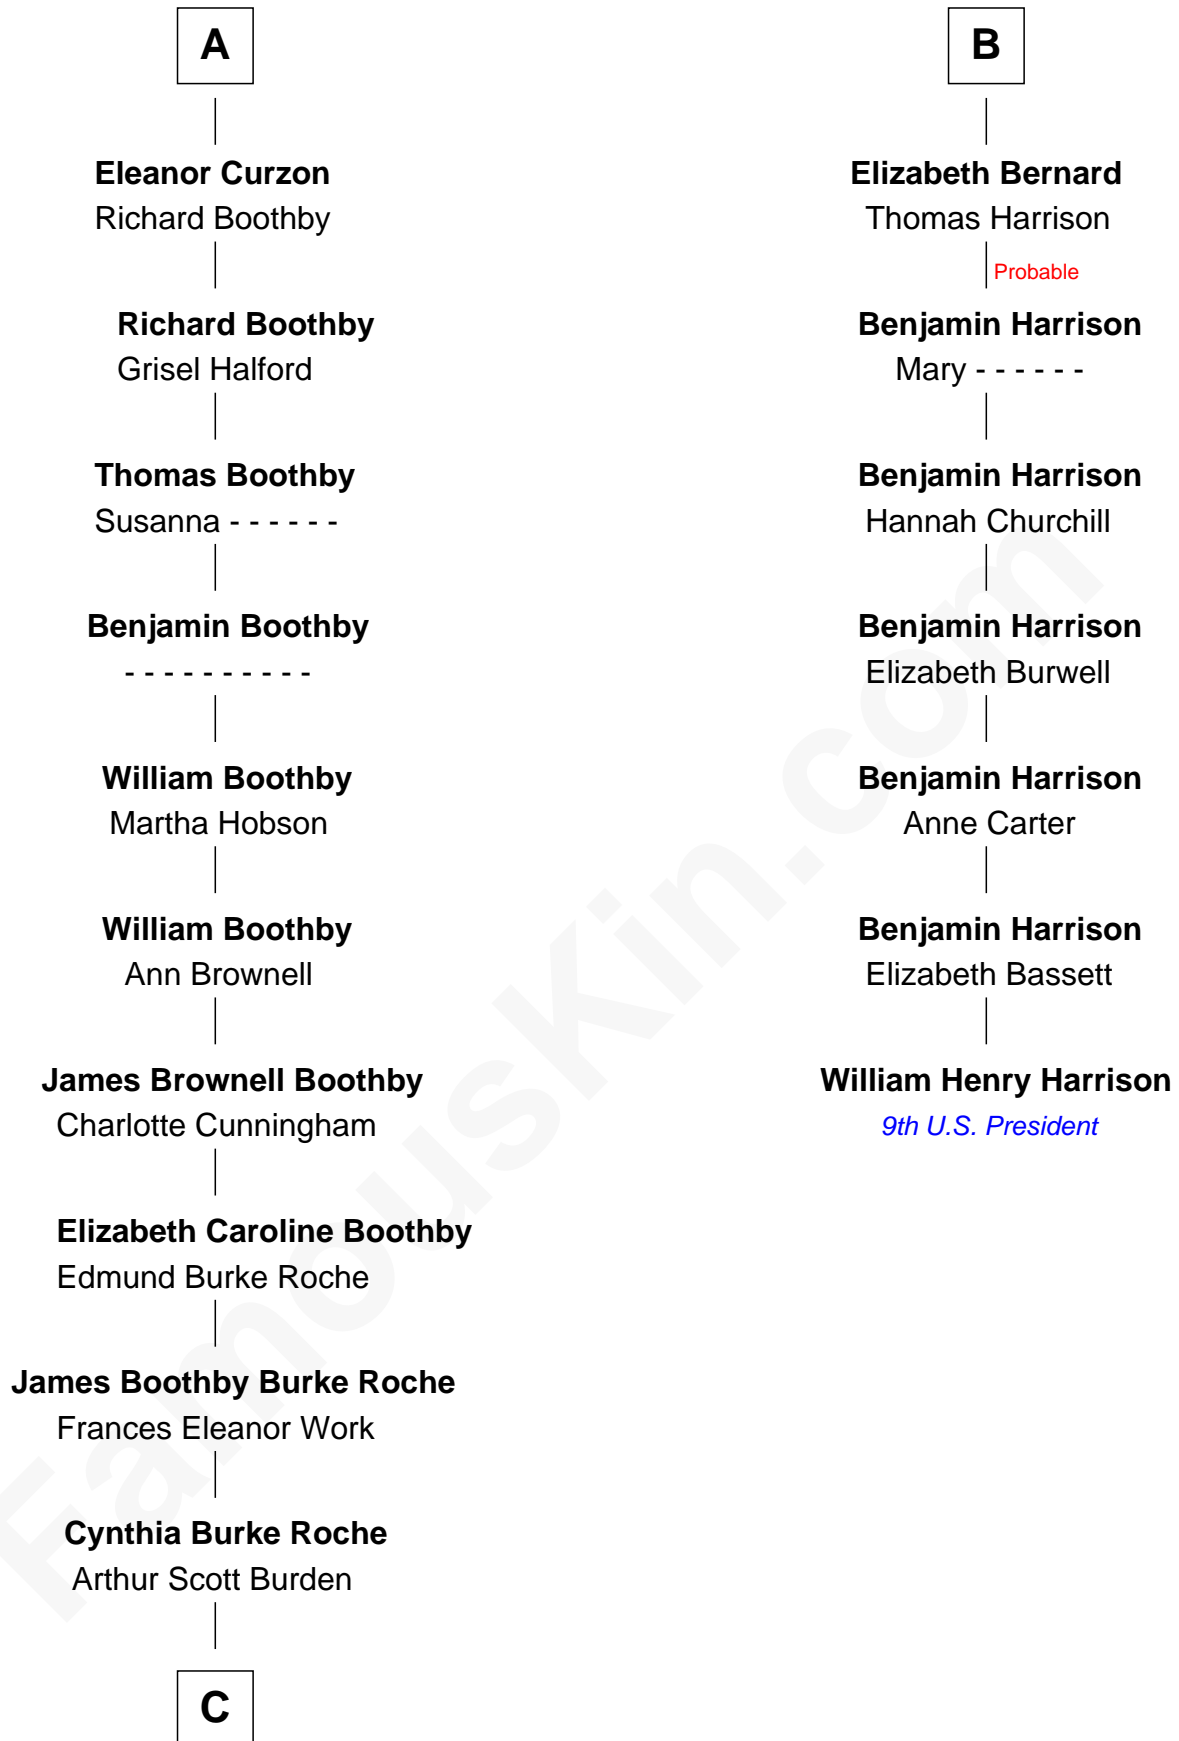 A
Eleanor Curzon
Richard Boothby
Richard Boothby
Grisel Halford
Thomas Boothby
Susanna - - - - - -
Benjamin Boothby
- - - - - - - - - -
William Boothby
Martha Hobson
William Boothby
Ann Brownell
James Brownell Boothby
Charlotte Cunningham
Elizabeth Caroline Boothby
Edmund Burke Roche
James Boothby Burke Roche
Frances Eleanor Work
Cynthia Burke Roche
Arthur Scott Burden
C
B
Elizabeth Bernard
Thomas Harrison
Probable
Benjamin Harrison
Mary - - - - - -
Benjamin Harrison
Hannah Churchill
Benjamin Harrison
Elizabeth Burwell
Benjamin Harrison
Anne Carter
Benjamin Harrison
Elizabeth Bassett
William Henry Harrison
9th U.S. President
FamousKin.com